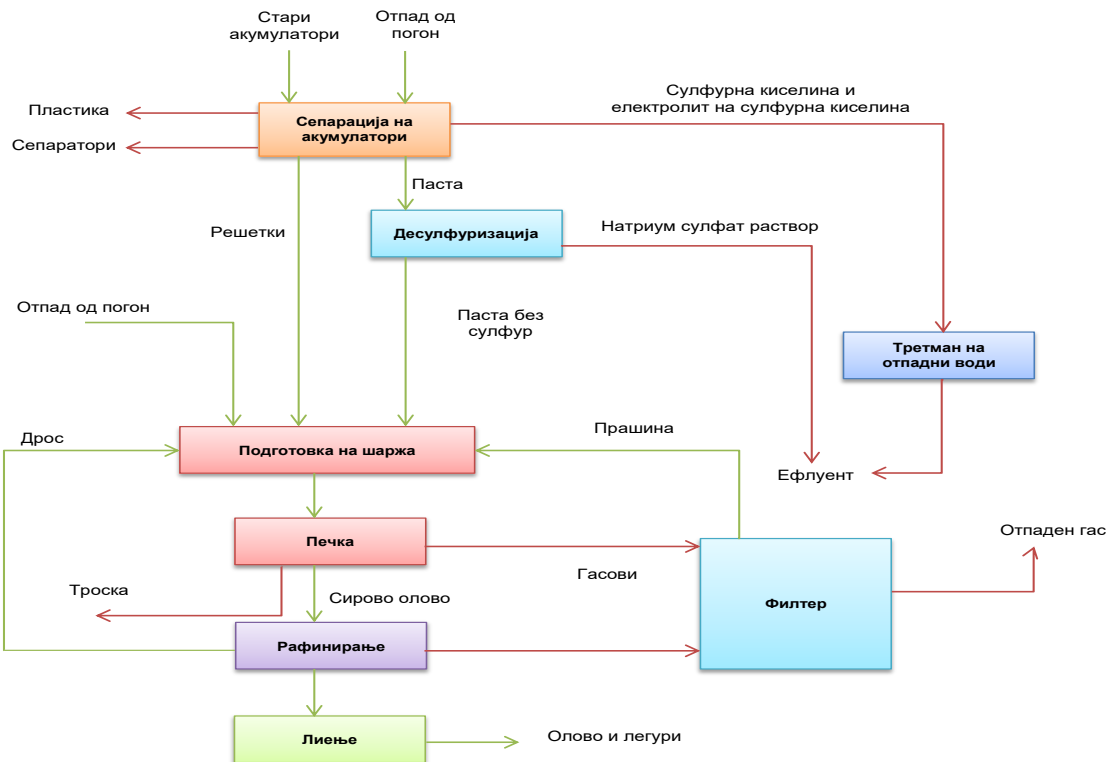 Стари
акумулатори
Отпад од
погон
Сулфурна киселина и
електролит на сулфурна киселина
Пластика
Сепарација на
акумулатори
Сепаратори
Паста
Решетки
Десулфуризација
Натриум сулфат раствор
Отпад од погон
Паста без
сулфур
Третман на
отпадни води
Дрос
Подготовка на шаржа
Прашина
Ефлуент
Печка
Отпаден гас
Гасови
Троска
Сирово олово
Филтер
Рафинирање
Лиење
Олово и легури